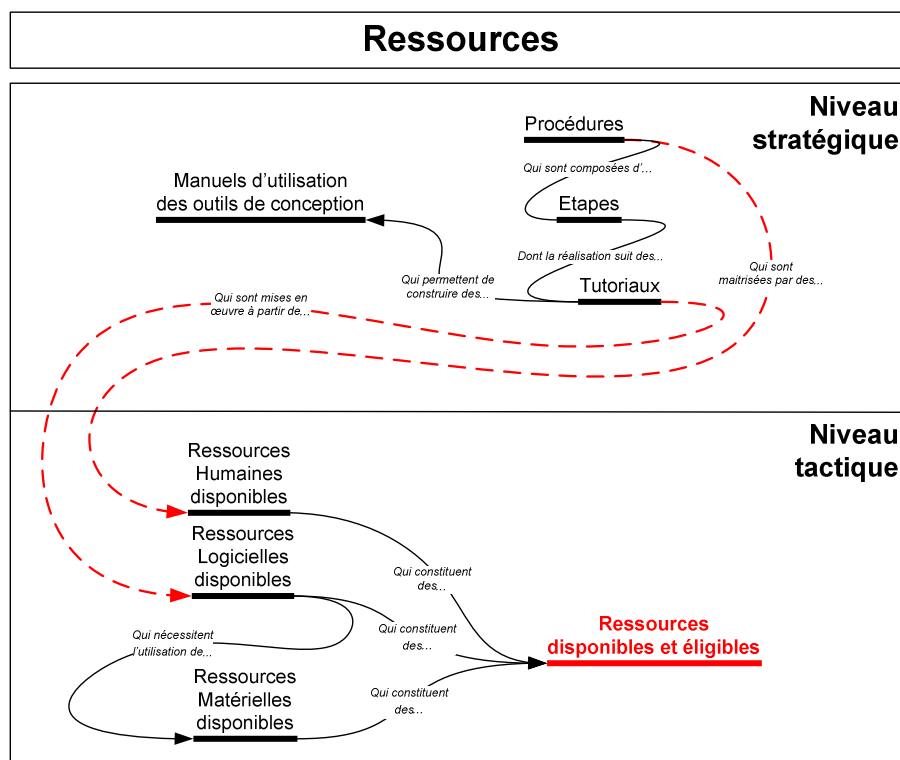 Ressources
Niveau
stratégique
Procédures
Qui sont composées d’...
Manuels d’utilisation
des outils de conception
Etapes
Dont la réalisation suit des...
Qui permettent de
construire des...
Tutoriaux
Qui sont
maitrisées par des...
Qui sont mises en
œuvre à partir de...
Niveau
tactique
Ressources
Humaines
disponibles
Ressources
Logicielles
disponibles
Qui constituent
des...
Qui constituent
des...
Qui nécessitent
l’utilisation de...
Ressources
disponibles et éligibles
Ressources
Matérielles
disponibles
Qui constituent
des...